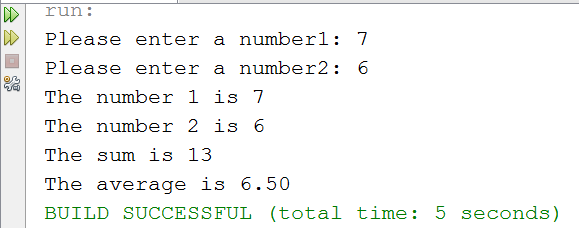 run:
Please enter a number1: 7
Please enter a number2: 6
The number 1 is 7
The number 2 is 6
The sum is 13
The average is 6.50
BUILD SUCCESSFUL (total time: 5 seconds)